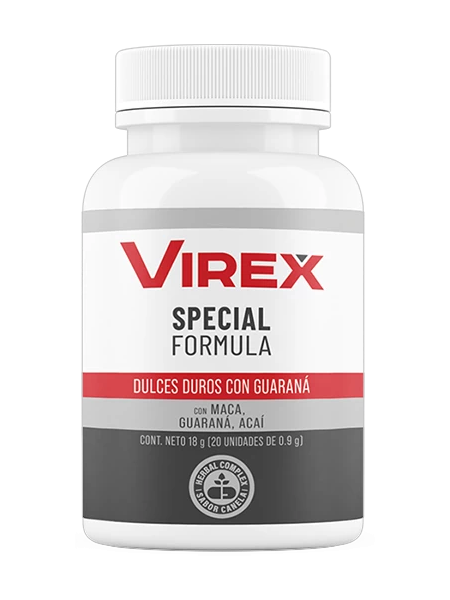 VIREX
SPECIAL
FORMULA
DULCES DUROS CON GUARANÁ
CON MACA,
GUARANÁ, ACAÍ
CONT. NETO 18 g (20 UNIDADES DE 0.9 g)
HERBAL COMPLEX
SABOR CANELA